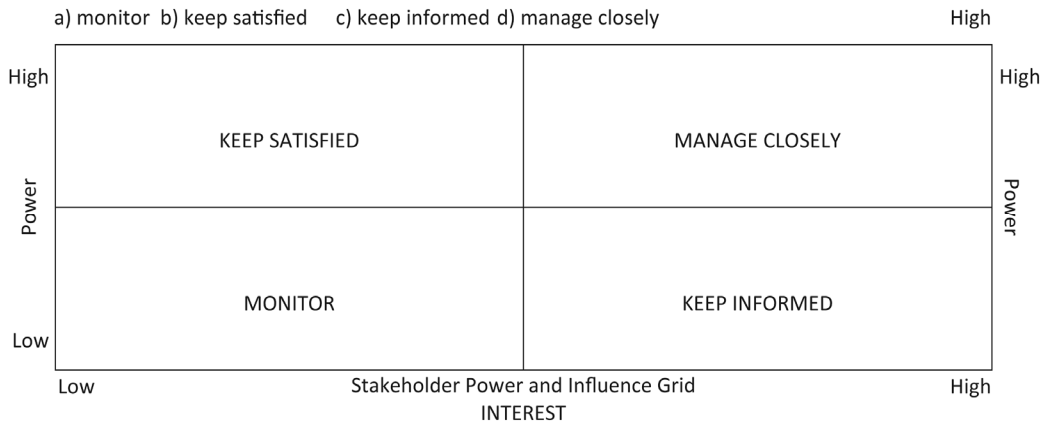 a) monitor b) keep satisfied c) keep informed d) manage closely High
High High
KEEP SATISFIED MANAGE CLOSELY
Power Power
MONITOR KEEP INFORMED
Low
Low Stakeholder Power and Influence Grid High
INTEREST